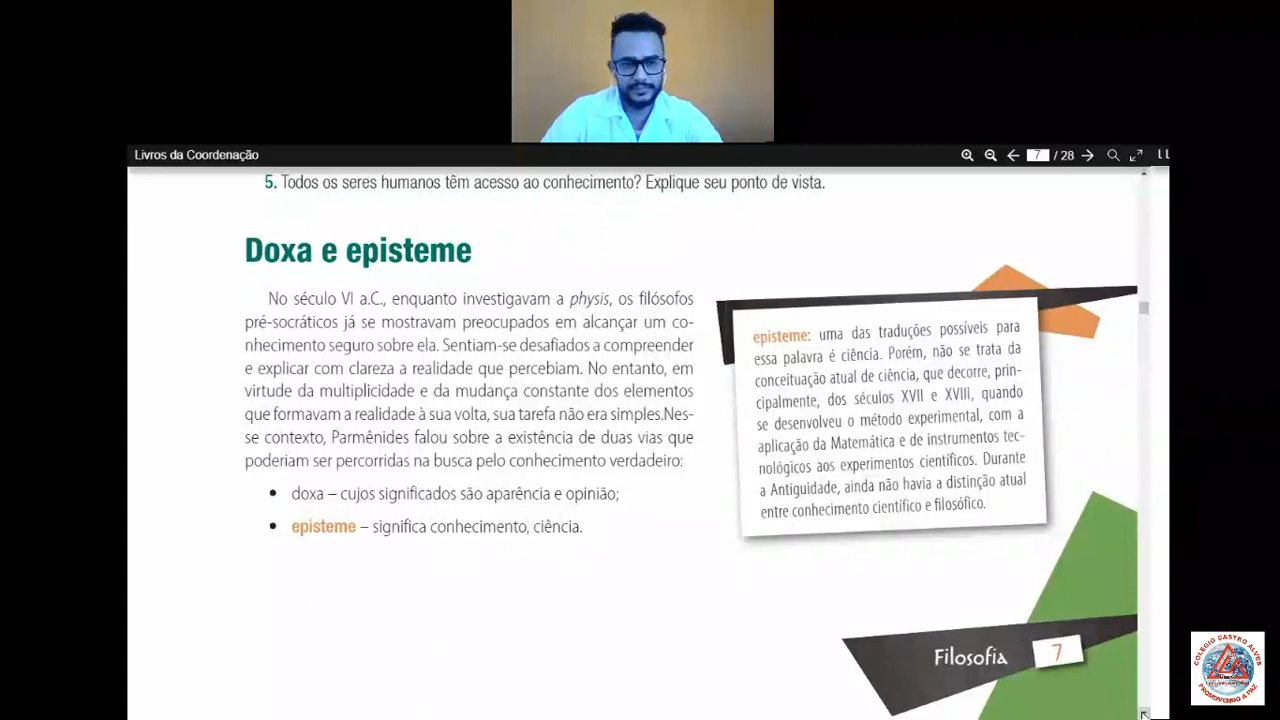 Livros da Coordenação
7 / 28
5. Todos os seres humanos têm acesso ao conhecimento? Explique seu ponto de vista.
Doxa e episteme
No século VI a.C., enquanto investigavam a physis, os filósofos
pré-socráticos já se mostravam preocupados em alcançar um co-
nhecimento seguro sobre ela. Sentiam-se desafiados a compreender
e explicar com clareza a realidade que percebiam. No entanto, em
virtude da multiplicidade e da mudança constante dos elementos
que formavam a realidade à sua volta, sua tarefa não era simples.Nes-
se contexto, Parmênides falou sobre a existência de duas vias que
poderiam ser percorridas na busca pelo conhecimento verdadeiro:
• doxa – cujos significados são aparência e opinião;
• episteme – significa conhecimento, ciência.
episteme: uma das traduções possíveis para
essa palavra é ciência. Porém, não se trata da
conceituação atual de ciência, que decorre, prin-
cipalmente, dos séculos XVII e XVIII, quando
se desenvolveu o método experimental, com a
aplicação da Matemática e de instrumentos tec-
nológicos aos experimentos científicos. Durante
a Antiguidade, ainda não havia a distinção atual
entre conhecimento científico e filosófico.
Filosofia 7
COLÉGIO CASTRO ALVES
PROMOVENDO A PAZ